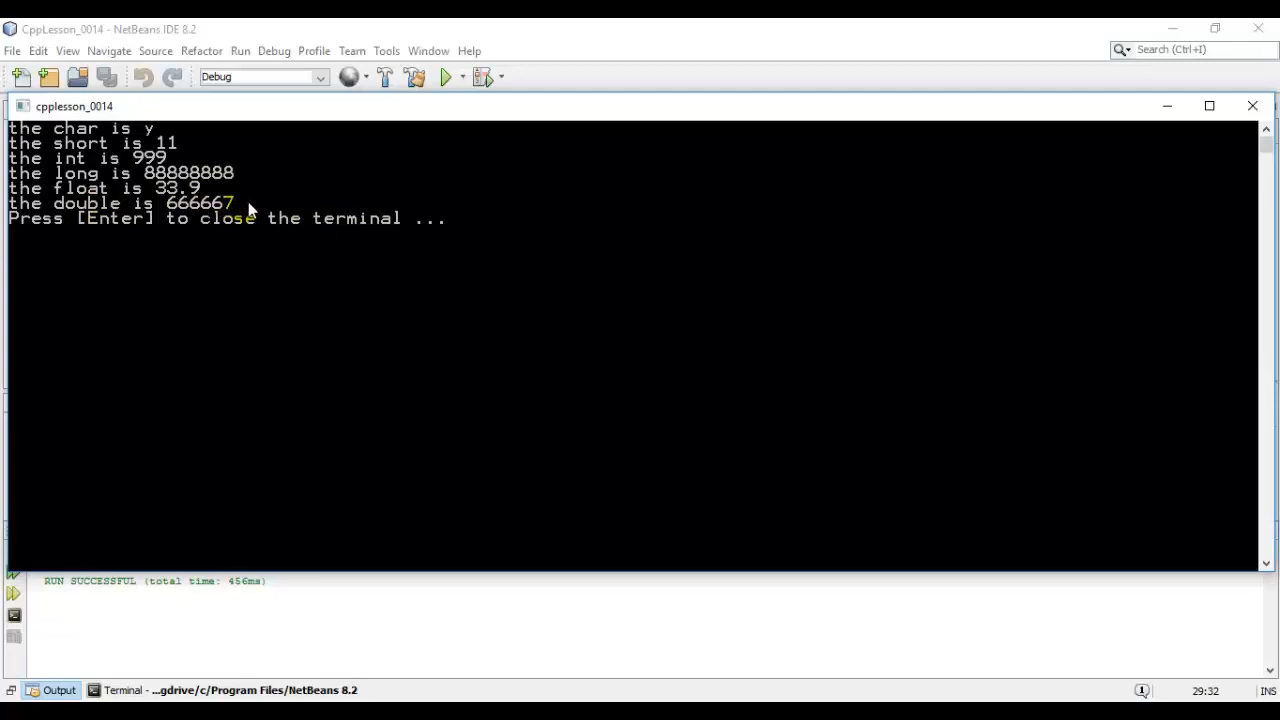 CppLesson_0014 - NetBeans IDE 8.2
File Edit View Navigate Source Refactor Run Debug Profile Team Tools Window Help
Search (Ctrl+I)
Debug
cpplesson_0014
the char is y
the short is 11
the int is 999
the long is 88888888
the float is 33.9
the double is 666667
Press [Enter] to close the terminal ...
RUN SUCCESSFUL (total time: 456ms)
Output Terminal - ...gdrive/c/Program Files/NetBeans 8.2 1 29:32 INS